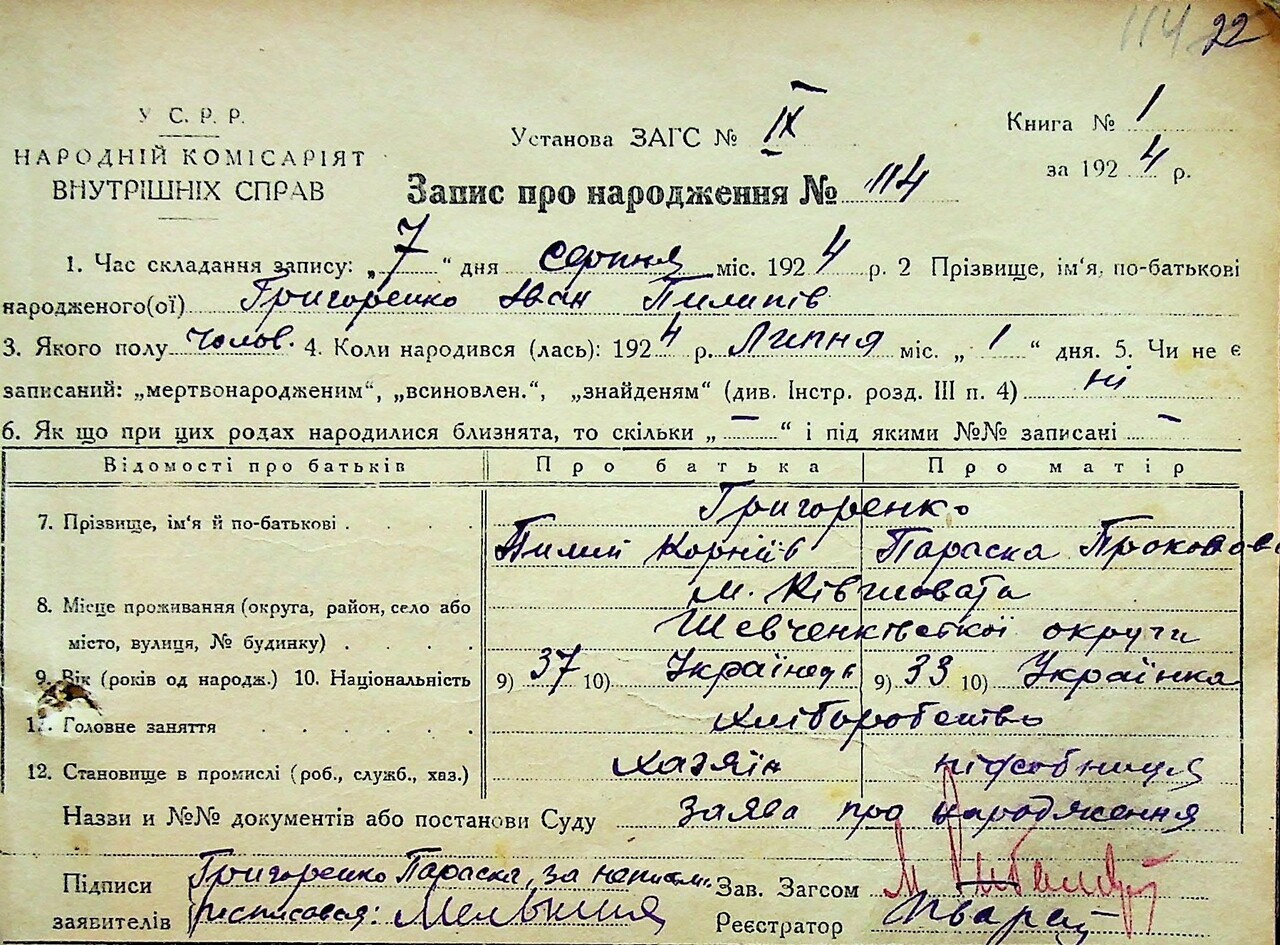 114 22
У С. Р. Р.
НАРОДНІЙ КОМІСАРІЯТ
ВНУТРІШНІХ СПРАВ
Установа ЗАГС № IX
Книга № 1
за 1924 р.
Запис про народження № 114
1. Час складання запису: „7“ дня серпня міс. 1924 р. 2 Прізвище, ім'я, по-батькові
народженого(ої) Григоренко Іван Пилипів
3. Якого полу чолов. 4. Коли народився (лась): 1924 р. Липня міс. „1“ дня. 5. Чи не є
записаний: „мертвонародженим“, „всиновлен.“, „знайденям“ (див. Інстр. розд. III п. 4) ні
6. Як що при цих родах народилися близнята, то скільки „—“ і під якими №№ записані —
Відомості про батьків Про батька Про матір
7. Прізвище, ім'я й по-батькові . . . . Григоренко
Пилип Корніїв Параска
8. Місце проживання (округа, район, село або м. Ківшовата
місто, вулиця, № будинку) . . . . Шевченківської округи
9. Вік (років од народж.) 10. Національність 9) 37 10) Українець 9) 33 10) Українка
11. Головне заняття . . . . . хліборобство
12. Становище в промислі (роб., служб., хаз.) хазяїн підсобниця
Назви и №№ документів або постанови Суду заява про народження
Підписи Григоренко Параска, за неписьм. Зав. Загсом
заявителів Реєстратор